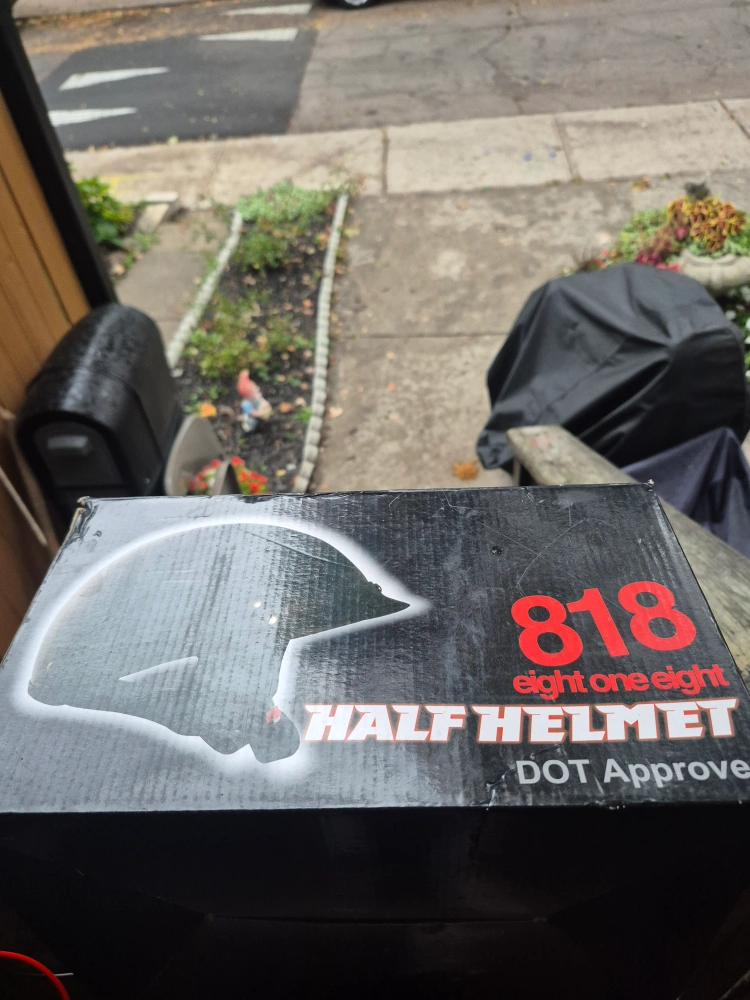 818
eight one eight
HALF HELMET
DOT Approve